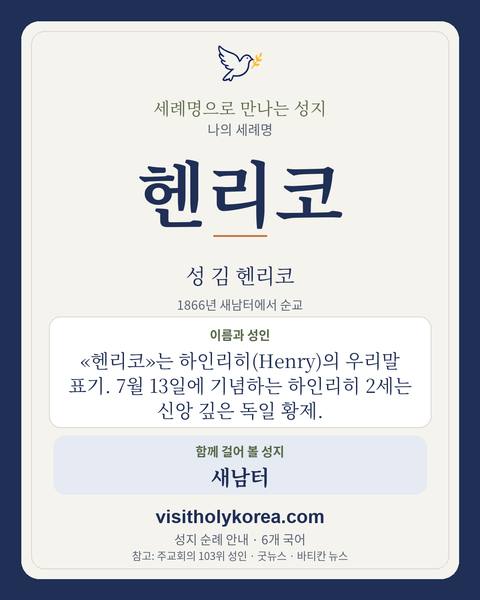 세례명으로 만나는 성지
나의 세례명
헨리코
성 김 헨리코
1866년 새남터에서 순교
이름과 성인
«헨리코»는 하인리히(Henry)의 우리말
표기. 7월 13일에 기념하는 하인리히 2세는
신앙 깊은 독일 황제.
함께 걸어 볼 성지
새남터
visitholykorea.com
성지 순례 안내 · 6개 국어
참고: 주교회의 103위 성인 · 굿뉴스 · 바티칸 뉴스